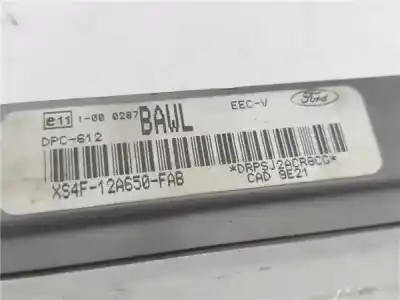 e11 1-00 0287 BAWL EEC-V Ford
DPC-612
XS4F-12A650-FAB *DRPSJ2ACR8CG*
CAD 9E21